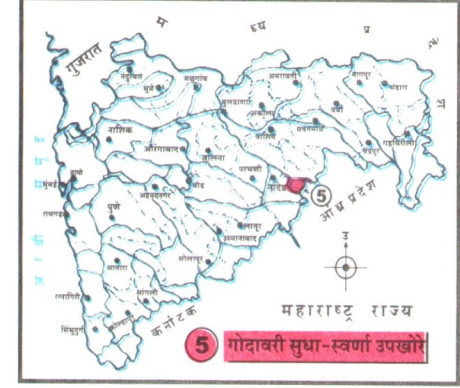 म ध्य प्र दे श
गुजरात
नंदुरबार
धुळे
जळगांव
बुलडाणा
अकोला
अमरावती
नागपूर
भंडारा
वर्धा
वाशिम
यवतमाळ
चंद्रपूर
गडचिरोली
नाशिक
औरंगाबाद
जालना
परभणी
नांदेड
5
आंध्र प्रदेश
ठाणे
मुंबई
रायगड
पुणे
अहमदनगर
बीड
लातूर
उस्मानाबाद
सोलापूर
सातारा
सांगली
रत्नागिरी
कोल्हापूर
सिंधुदुर्ग
कर्नाटक
उ
महाराष्ट्र राज्य
5 गोदावरी सुधा-स्वर्णा उपखोरे